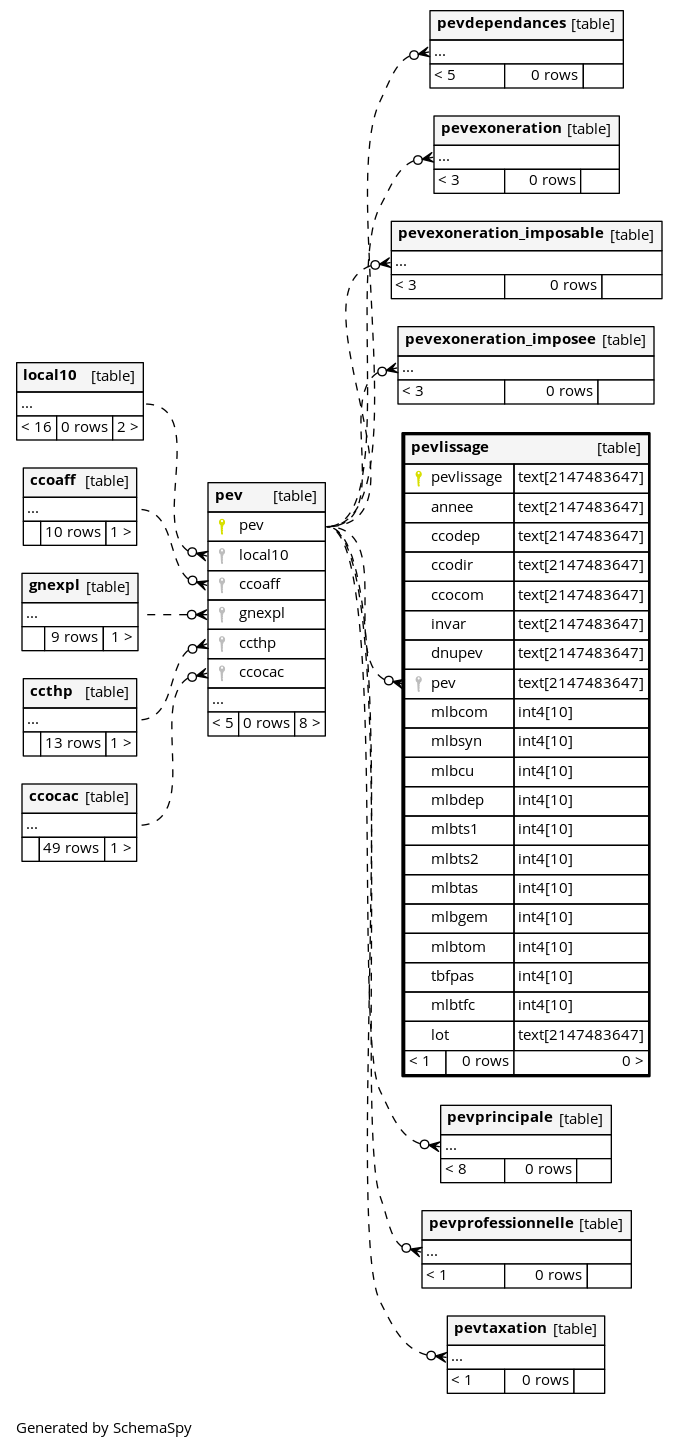 pevdependances [table]
...
< 5 0 rows
pevexoneration [table]
...
< 3 0 rows
pevexoneration_imposable [table]
...
< 3 0 rows
pevexoneration_imposee [table]
...
< 3 0 rows
local10 [table]
...
< 16 0 rows 2 >
ccoaff [table]
...
10 rows 1 >
gnexpl [table]
...
9 rows 1 >
ccthp [table]
...
13 rows 1 >
ccocac [table]
...
49 rows 1 >
pev [table]
pev
local10
ccoaff
gnexpl
ccthp
ccocac
...
< 5 0 rows 8 >
pevlissage [table]
pevlissage text[2147483647]
annee text[2147483647]
ccodep text[2147483647]
ccodir text[2147483647]
ccocom text[2147483647]
invar text[2147483647]
dnupev text[2147483647]
pev text[2147483647]
mlbcom int4[10]
mlbsyn int4[10]
mlbcu int4[10]
mlbdep int4[10]
mlbts1 int4[10]
mlbts2 int4[10]
mlbtas int4[10]
mlbgem int4[10]
mlbtom int4[10]
tbfpas int4[10]
mlbtfc int4[10]
lot text[2147483647]
< 1 0 rows 0 >
pevprincipale [table]
...
< 8 0 rows
pevprofessionnelle [table]
...
< 1 0 rows
pevtaxation [table]
...
< 1 0 rows
Generated by SchemaSpy